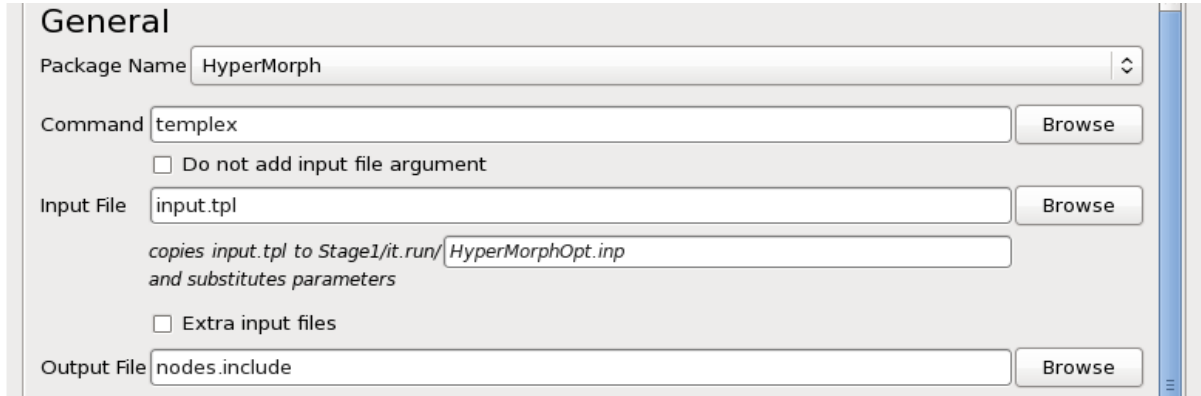 General
Package Name HyperMorph
Command templex Browse
Do not add input file argument
Input File input.tpl Browse
copies input.tpl to Stage1/it.run/ HyperMorphOpt.inp
and substitutes parameters
Extra input files
Output File nodes.include Browse